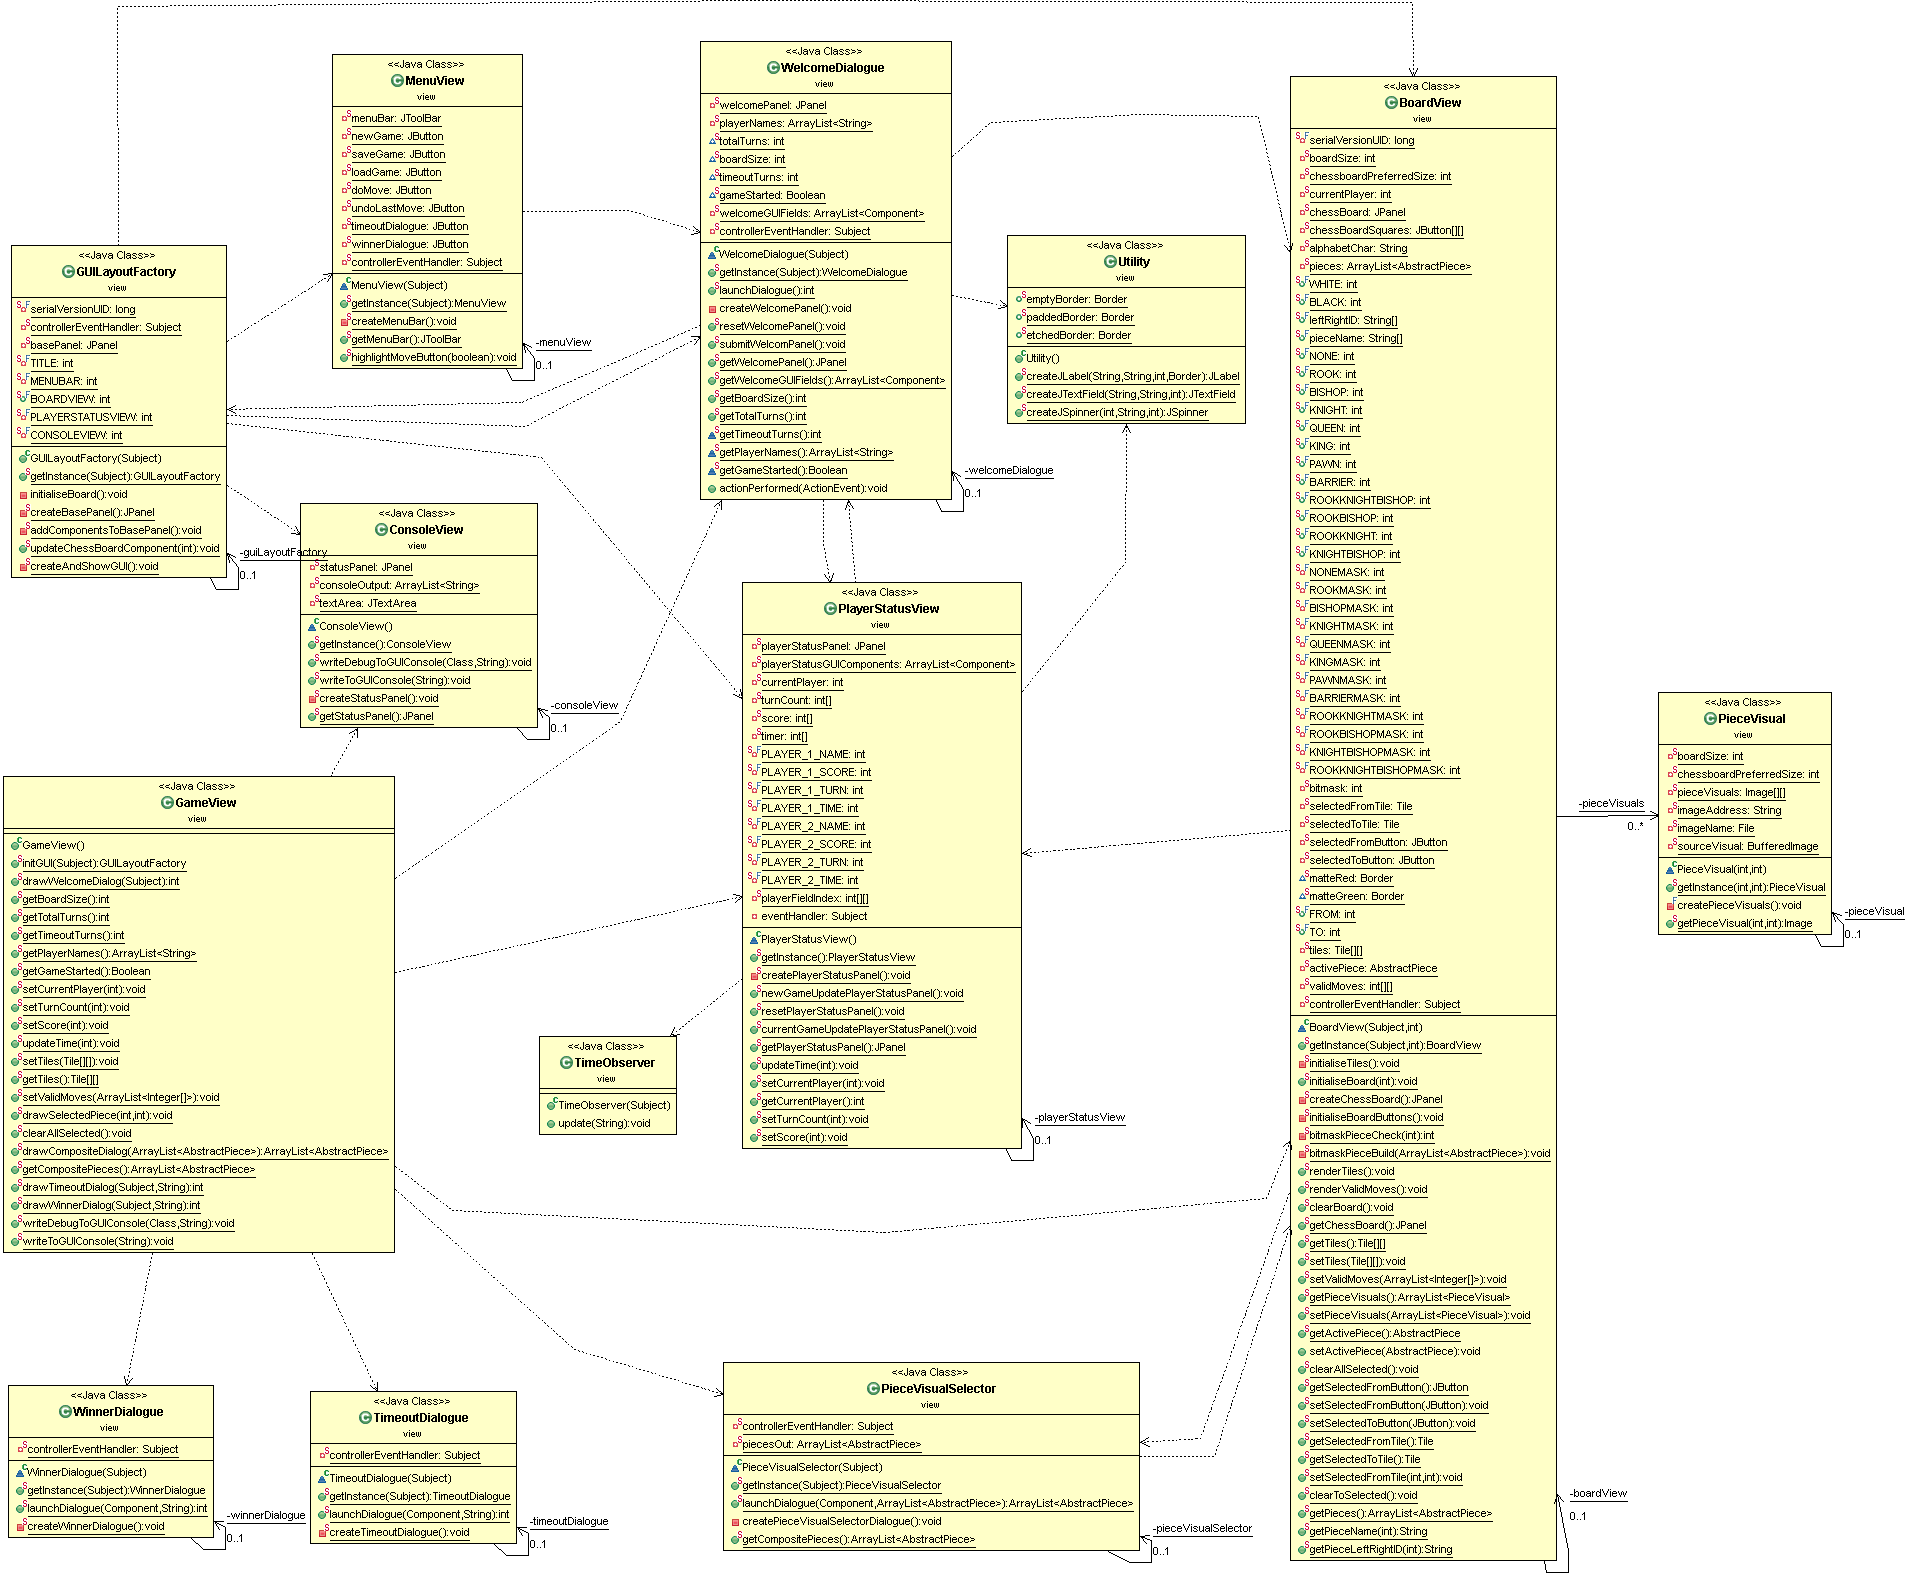 <<Java Class>>
GUILayoutFactory
view
serialVersionUID: long
controllerEventHandler: Subject
basePanel: JPanel
TITLE: int
MENUBAR: int
BOARDVIEW: int
PLAYERSTATUSVIEW: int
CONSOLEVIEW: int
GUILayoutFactory(Subject)
getInstance(Subject):GUILayoutFactory
initialiseBoard():void
createBasePanel():JPanel
addComponentsToBasePanel():void
updateChessBoardComponent(int):void
createAndShowGUI():void
-guiLayoutFactory
0..1
<<Java Class>>
MenuView
view
menuBar: JToolBar
newGame: JButton
saveGame: JButton
loadGame: JButton
doMove: JButton
undoLastMove: JButton
timeoutDialogue: JButton
winnerDialogue: JButton
controllerEventHandler: Subject
MenuView(Subject)
getInstance(Subject):MenuView
createMenuBar():void
getMenuBar():JToolBar
highlightMoveButton(boolean):void
-menuView
0..1
<<Java Class>>
WelcomeDialogue
view
welcomePanel: JPanel
playerNames: ArrayList<String>
totalTurns: int
boardSize: int
timeoutTurns: int
gameStarted: Boolean
welcomeGUIFields: ArrayList<Component>
controllerEventHandler: Subject
WelcomeDialogue(Subject)
getInstance(Subject):WelcomeDialogue
launchDialogue():int
createWelcomePanel():void
resetWelcomePanel():void
submitWelcomPanel():void
getWelcomePanel():JPanel
getWelcomeGUIFields():ArrayList<Component>
getBoardSize():int
getTotalTurns():int
getTimeoutTurns():int
getPlayerNames():ArrayList<String>
getGameStarted():Boolean
actionPerformed(ActionEvent):void
-welcomeDialogue
0..1
<<Java Class>>
Utility
view
emptyBorder: Border
paddedBorder: Border
etchedBorder: Border
Utility()
createJLabel(String,String,int,Border):JLabel
createJTextField(String,String,int):JTextField
createJSpinner(int,String,int):JSpinner
<<Java Class>>
BoardView
view
serialVersionUID: long
boardSize: int
chessboardPreferredSize: int
currentPlayer: int
chessBoard: JPanel
chessBoardSquares: JButton[][]
alphabetChar: String
pieces: ArrayList<AbstractPiece>
WHITE: int
BLACK: int
leftRightID: String[]
pieceName: String[]
NONE: int
ROOK: int
BISHOP: int
KNIGHT: int
QUEEN: int
KING: int
PAWN: int
BARRIER: int
ROOKKNIGHTBISHOP: int
ROOKBISHOP: int
ROOKKNIGHT: int
KNIGHTBISHOP: int
NONEMASK: int
ROOKMASK: int
BISHOPMASK: int
KNIGHTMASK: int
QUEENMASK: int
KINGMASK: int
PAWNMASK: int
BARRIERMASK: int
ROOKKNIGHTMASK: int
ROOKBISHOPMASK: int
KNIGHTBISHOPMASK: int
ROOKKNIGHTBISHOPMASK: int
bitmask: int
selectedFromTile: Tile
selectedToTile: Tile
selectedFromButton: JButton
selectedToButton: JButton
matteRed: Border
matteGreen: Border
FROM: int
TO: int
tiles: Tile[][]
activePiece: AbstractPiece
validMoves: int[][]
controllerEventHandler: Subject
BoardView(Subject,int)
getInstance(Subject,int):BoardView
initialiseTiles():void
initialiseBoard(int):void
createChessBoard():JPanel
initialiseBoardButtons():void
bitmaskPieceCheck(int):int
bitmaskPieceBuild(ArrayList<AbstractPiece>):void
renderTiles():void
renderValidMoves():void
clearBoard():void
getChessBoard():JPanel
getTiles():Tile[][]
setTiles(Tile[][]):void
setValidMoves(ArrayList<Integer[]>):void
getPieceVisuals():ArrayList<PieceVisual>
setPieceVisuals(ArrayList<PieceVisual>):void
getActivePiece():AbstractPiece
setActivePiece(AbstractPiece):void
clearAllSelected():void
getSelectedFromButton():JButton
setSelectedFromButton(JButton):void
setSelectedToButton(JButton):void
getSelectedFromTile():Tile
getSelectedToTile():Tile
setSelectedFromTile(int,int):void
clearToSelected():void
getPieces():ArrayList<AbstractPiece>
getPieceName(int):String
getPieceLeftRightID(int):String
-boardView
0..1
-pieceVisuals
0..*
<<Java Class>>
PieceVisual
view
boardSize: int
chessboardPreferredSize: int
pieceVisuals: Image[][]
imageAddress: String
imageName: File
sourceVisual: BufferedImage
PieceVisual(int,int)
getInstance(int,int):PieceVisual
createPieceVisuals():void
getPieceVisual(int,int):Image
-pieceVisual
0..1
<<Java Class>>
ConsoleView
view
statusPanel: JPanel
consoleOutput: ArrayList<String>
textArea: JTextArea
ConsoleView()
getInstance():ConsoleView
writeDebugToGUIConsole(Class,String):void
writeToGUIConsole(String):void
createStatusPanel():void
getStatusPanel():JPanel
-consoleView
0..1
<<Java Class>>
PlayerStatusView
view
playerStatusPanel: JPanel
playerStatusGUIComponents: ArrayList<Component>
currentPlayer: int
turnCount: int[]
score: int[]
timer: int[]
PLAYER_1_NAME: int
PLAYER_1_SCORE: int
PLAYER_1_TURN: int
PLAYER_1_TIME: int
PLAYER_2_NAME: int
PLAYER_2_SCORE: int
PLAYER_2_TURN: int
PLAYER_2_TIME: int
playerFieldIndex: int[][]
eventHandler: Subject
PlayerStatusView()
getInstance():PlayerStatusView
createPlayerStatusPanel():void
newGameUpdatePlayerStatusPanel():void
resetPlayerStatusPanel():void
currentGameUpdatePlayerStatusPanel():void
getPlayerStatusPanel():JPanel
updateTime(int):void
setCurrentPlayer(int):void
getCurrentPlayer():int
setTurnCount(int):void
setScore(int):void
-playerStatusView
0..1
<<Java Class>>
TimeObserver
view
TimeObserver(Subject)
update(String):void
<<Java Class>>
GameView
view
GameView()
initGUI(Subject):GUILayoutFactory
drawWelcomeDialog(Subject):int
getBoardSize():int
getTotalTurns():int
getTimeoutTurns():int
getPlayerNames():ArrayList<String>
getGameStarted():Boolean
setCurrentPlayer(int):void
setTurnCount(int):void
setScore(int):void
updateTime(int):void
setTiles(Tile[][]):void
getTiles():Tile[][]
setValidMoves(ArrayList<Integer[]>):void
drawSelectedPiece(int,int):void
clearAllSelected():void
drawCompositeDialog(ArrayList<AbstractPiece>):ArrayList<AbstractPiece>
getCompositePieces():ArrayList<AbstractPiece>
drawTimeoutDialog(Subject,String):int
drawWinnerDialog(Subject,String):int
writeDebugToGUIConsole(Class,String):void
writeToGUIConsole(String):void
<<Java Class>>
WinnerDialogue
view
controllerEventHandler: Subject
WinnerDialogue(Subject)
getInstance(Subject):WinnerDialogue
launchDialogue(Component,String):int
createWinnerDialogue():void
-winnerDialogue
0..1
<<Java Class>>
TimeoutDialogue
view
controllerEventHandler: Subject
TimeoutDialogue(Subject)
getInstance(Subject):TimeoutDialogue
launchDialogue(Component,String):int
createTimeoutDialogue():void
-timeoutDialogue
0..1
<<Java Class>>
PieceVisualSelector
view
controllerEventHandler: Subject
piecesOut: ArrayList<AbstractPiece>
PieceVisualSelector(Subject)
getInstance(Subject):PieceVisualSelector
launchDialogue(Component,ArrayList<AbstractPiece>):ArrayList<AbstractPiece>
createPieceVisualSelectorDialogue():void
getCompositePieces():ArrayList<AbstractPiece>
-pieceVisualSelector
0..1